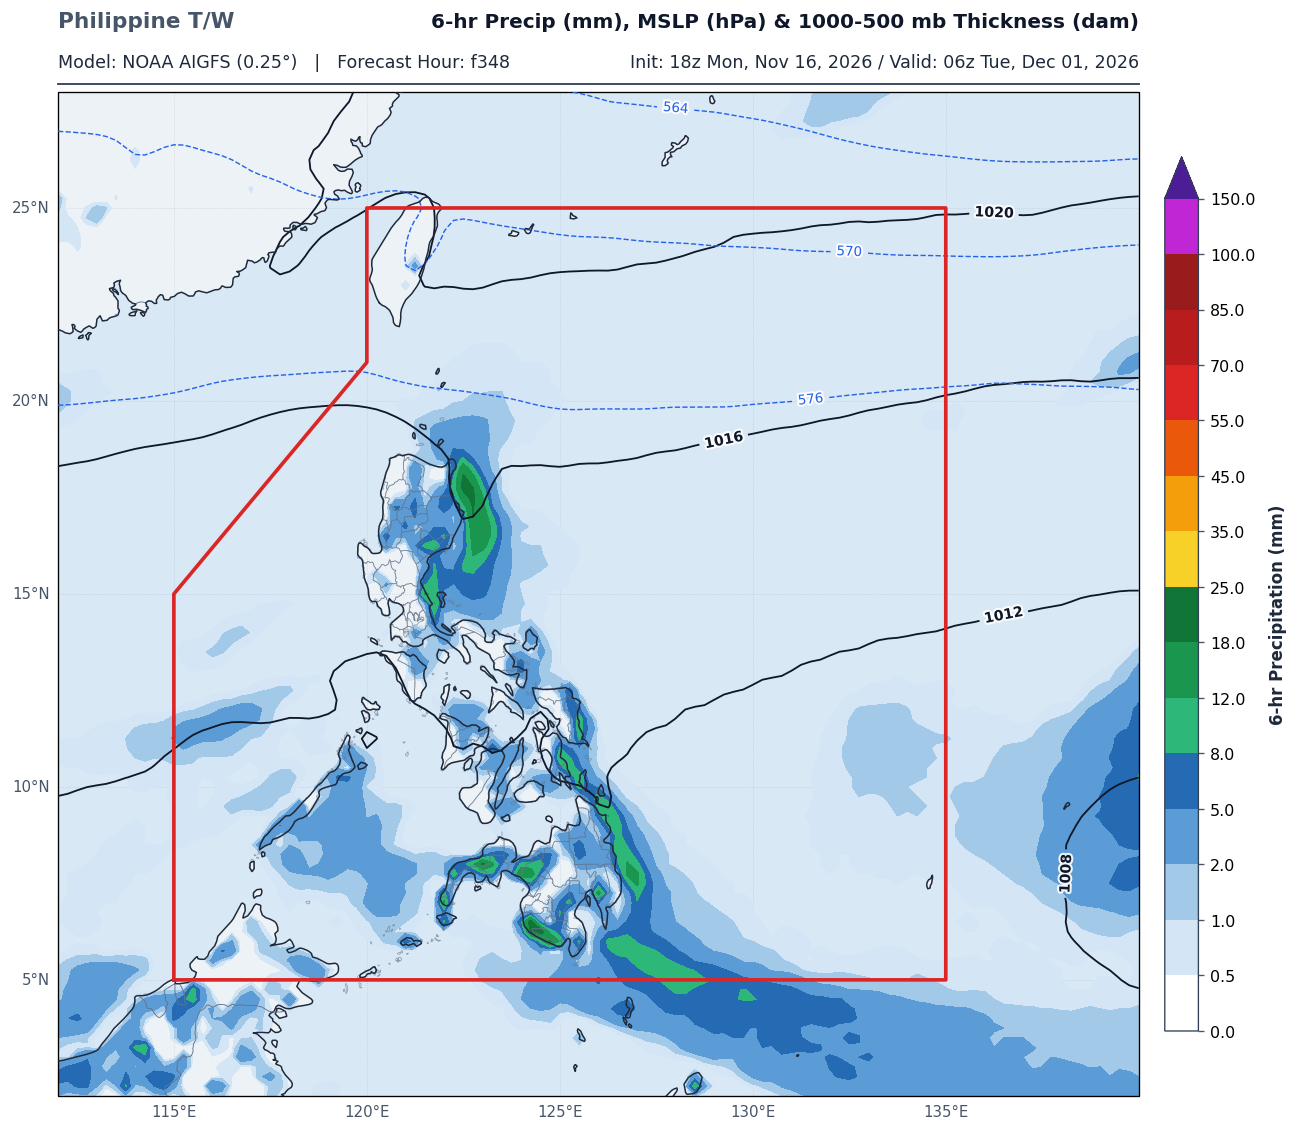 Philippine T/W
6-hr Precip (mm), MSLP (hPa) & 1000-500 mb Thickness (dam)
Model: NOAA AIGFS (0.25°) | Forecast Hour: f348
Init: 18z Mon, Nov 16, 2026 / Valid: 06z Tue, Dec 01, 2026
564
1020
570
576
1016
1012
1008
25°N
20°N
15°N
10°N
5°N
115°E
120°E
125°E
130°E
135°E
150.0
100.0
85.0
70.0
55.0
45.0
35.0
25.0
18.0
12.0
8.0
5.0
2.0
1.0
0.5
0.0
6-hr Precipitation (mm)